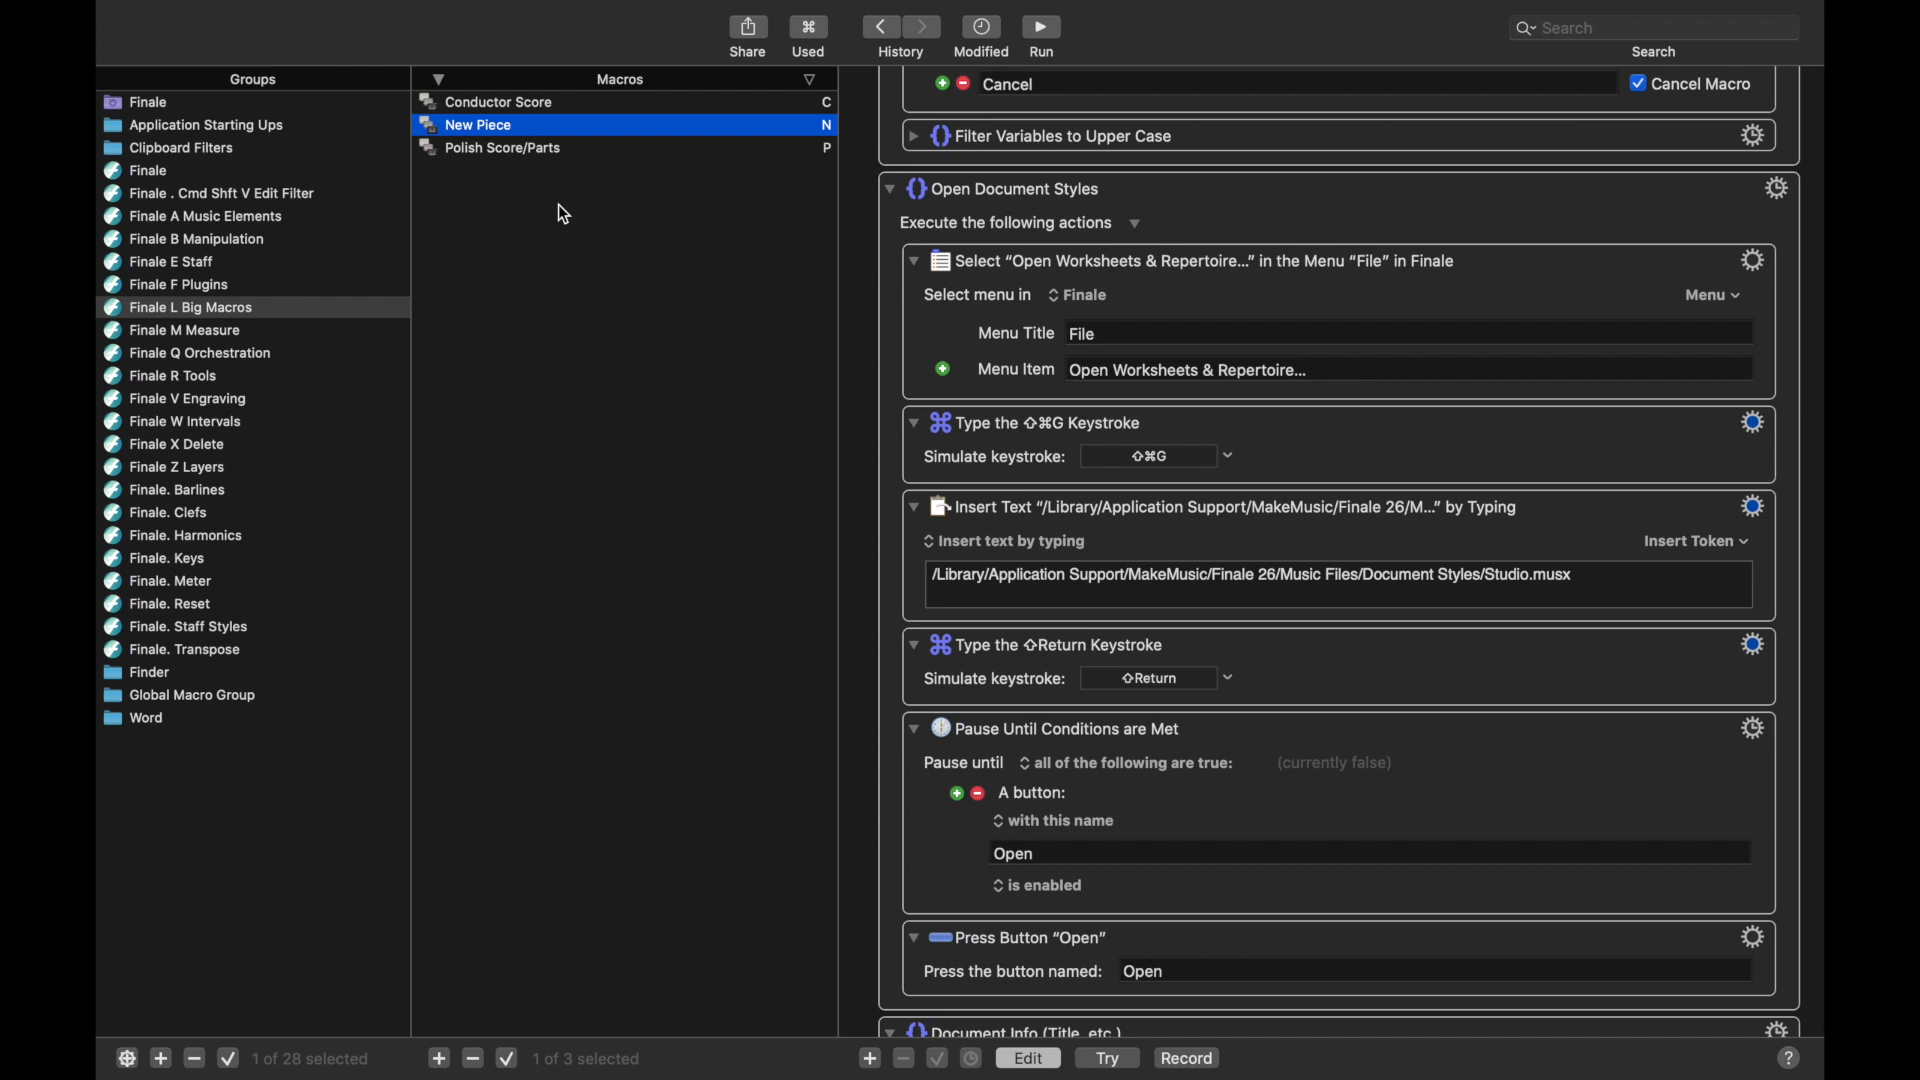 Share
Used
History
Modified
Run
Search
Search
Groups
Macros
Finale
Application Starting Ups
Clipboard Filters
Finale
Finale . Cmd Shft V Edit Filter
Finale A Music Elements
Finale B Manipulation
Finale E Staff
Finale F Plugins
Finale L Big Macros
Finale M Measure
Finale Q Orchestration
Finale R Tools
Finale V Engraving
Finale W Intervals
Finale X Delete
Finale Z Layers
Finale. Barlines
Finale. Clefs
Finale. Harmonics
Finale. Keys
Finale. Meter
Finale. Reset
Finale. Staff Styles
Finale. Transpose
Finder
Global Macro Group
Word
Conductor Score C
New Piece N
Polish Score/Parts P
Cancel
Cancel Macro
Filter Variables to Upper Case
Open Document Styles
Execute the following actions
Select “Open Worksheets & Repertoire...” in the Menu “File” in Finale
Select menu in Finale Menu
Menu Title File
Menu Item Open Worksheets & Repertoire...
Type the ⇧⌘G Keystroke
Simulate keystroke: ⇧⌘G
Insert Text “/Library/Application Support/MakeMusic/Finale 26/M...” by Typing
Insert text by typing Insert Token
/Library/Application Support/MakeMusic/Finale 26/Music Files/Document Styles/Studio.musx
Type the ⇧Return Keystroke
Simulate keystroke: ⇧Return
Pause Until Conditions are Met
Pause until all of the following are true: (currently false)
A button:
with this name
Open
is enabled
Press Button “Open”
Press the button named: Open
Document Info (Title, etc.)
1 of 28 selected
1 of 3 selected
Edit
Try
Record
?